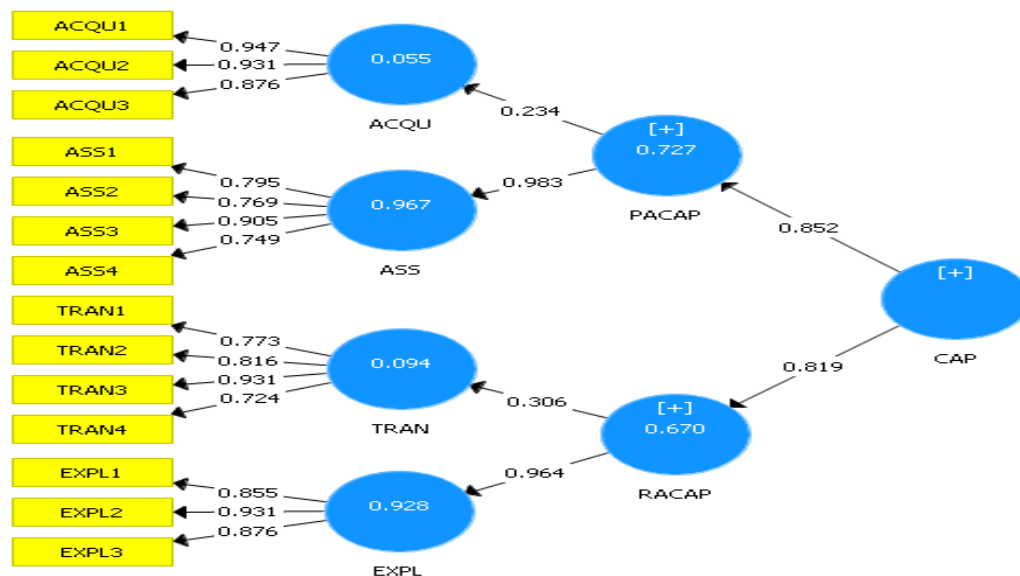 ACQU1
ACQU2
ACQU3
0.947
0.931
0.876
0.055
ACQU
ASS1
ASS2
ASS3
ASS4
0.795
0.769
0.905
0.749
0.967
ASS
0.234
0.983
[+]
0.727
PACAP
TRAN1
TRAN2
TRAN3
TRAN4
0.773
0.816
0.931
0.724
0.094
TRAN
EXPL1
EXPL2
EXPL3
0.855
0.931
0.876
0.928
EXPL
0.306
0.964
[+]
0.670
RACAP
0.852
0.819
[+]
CAP